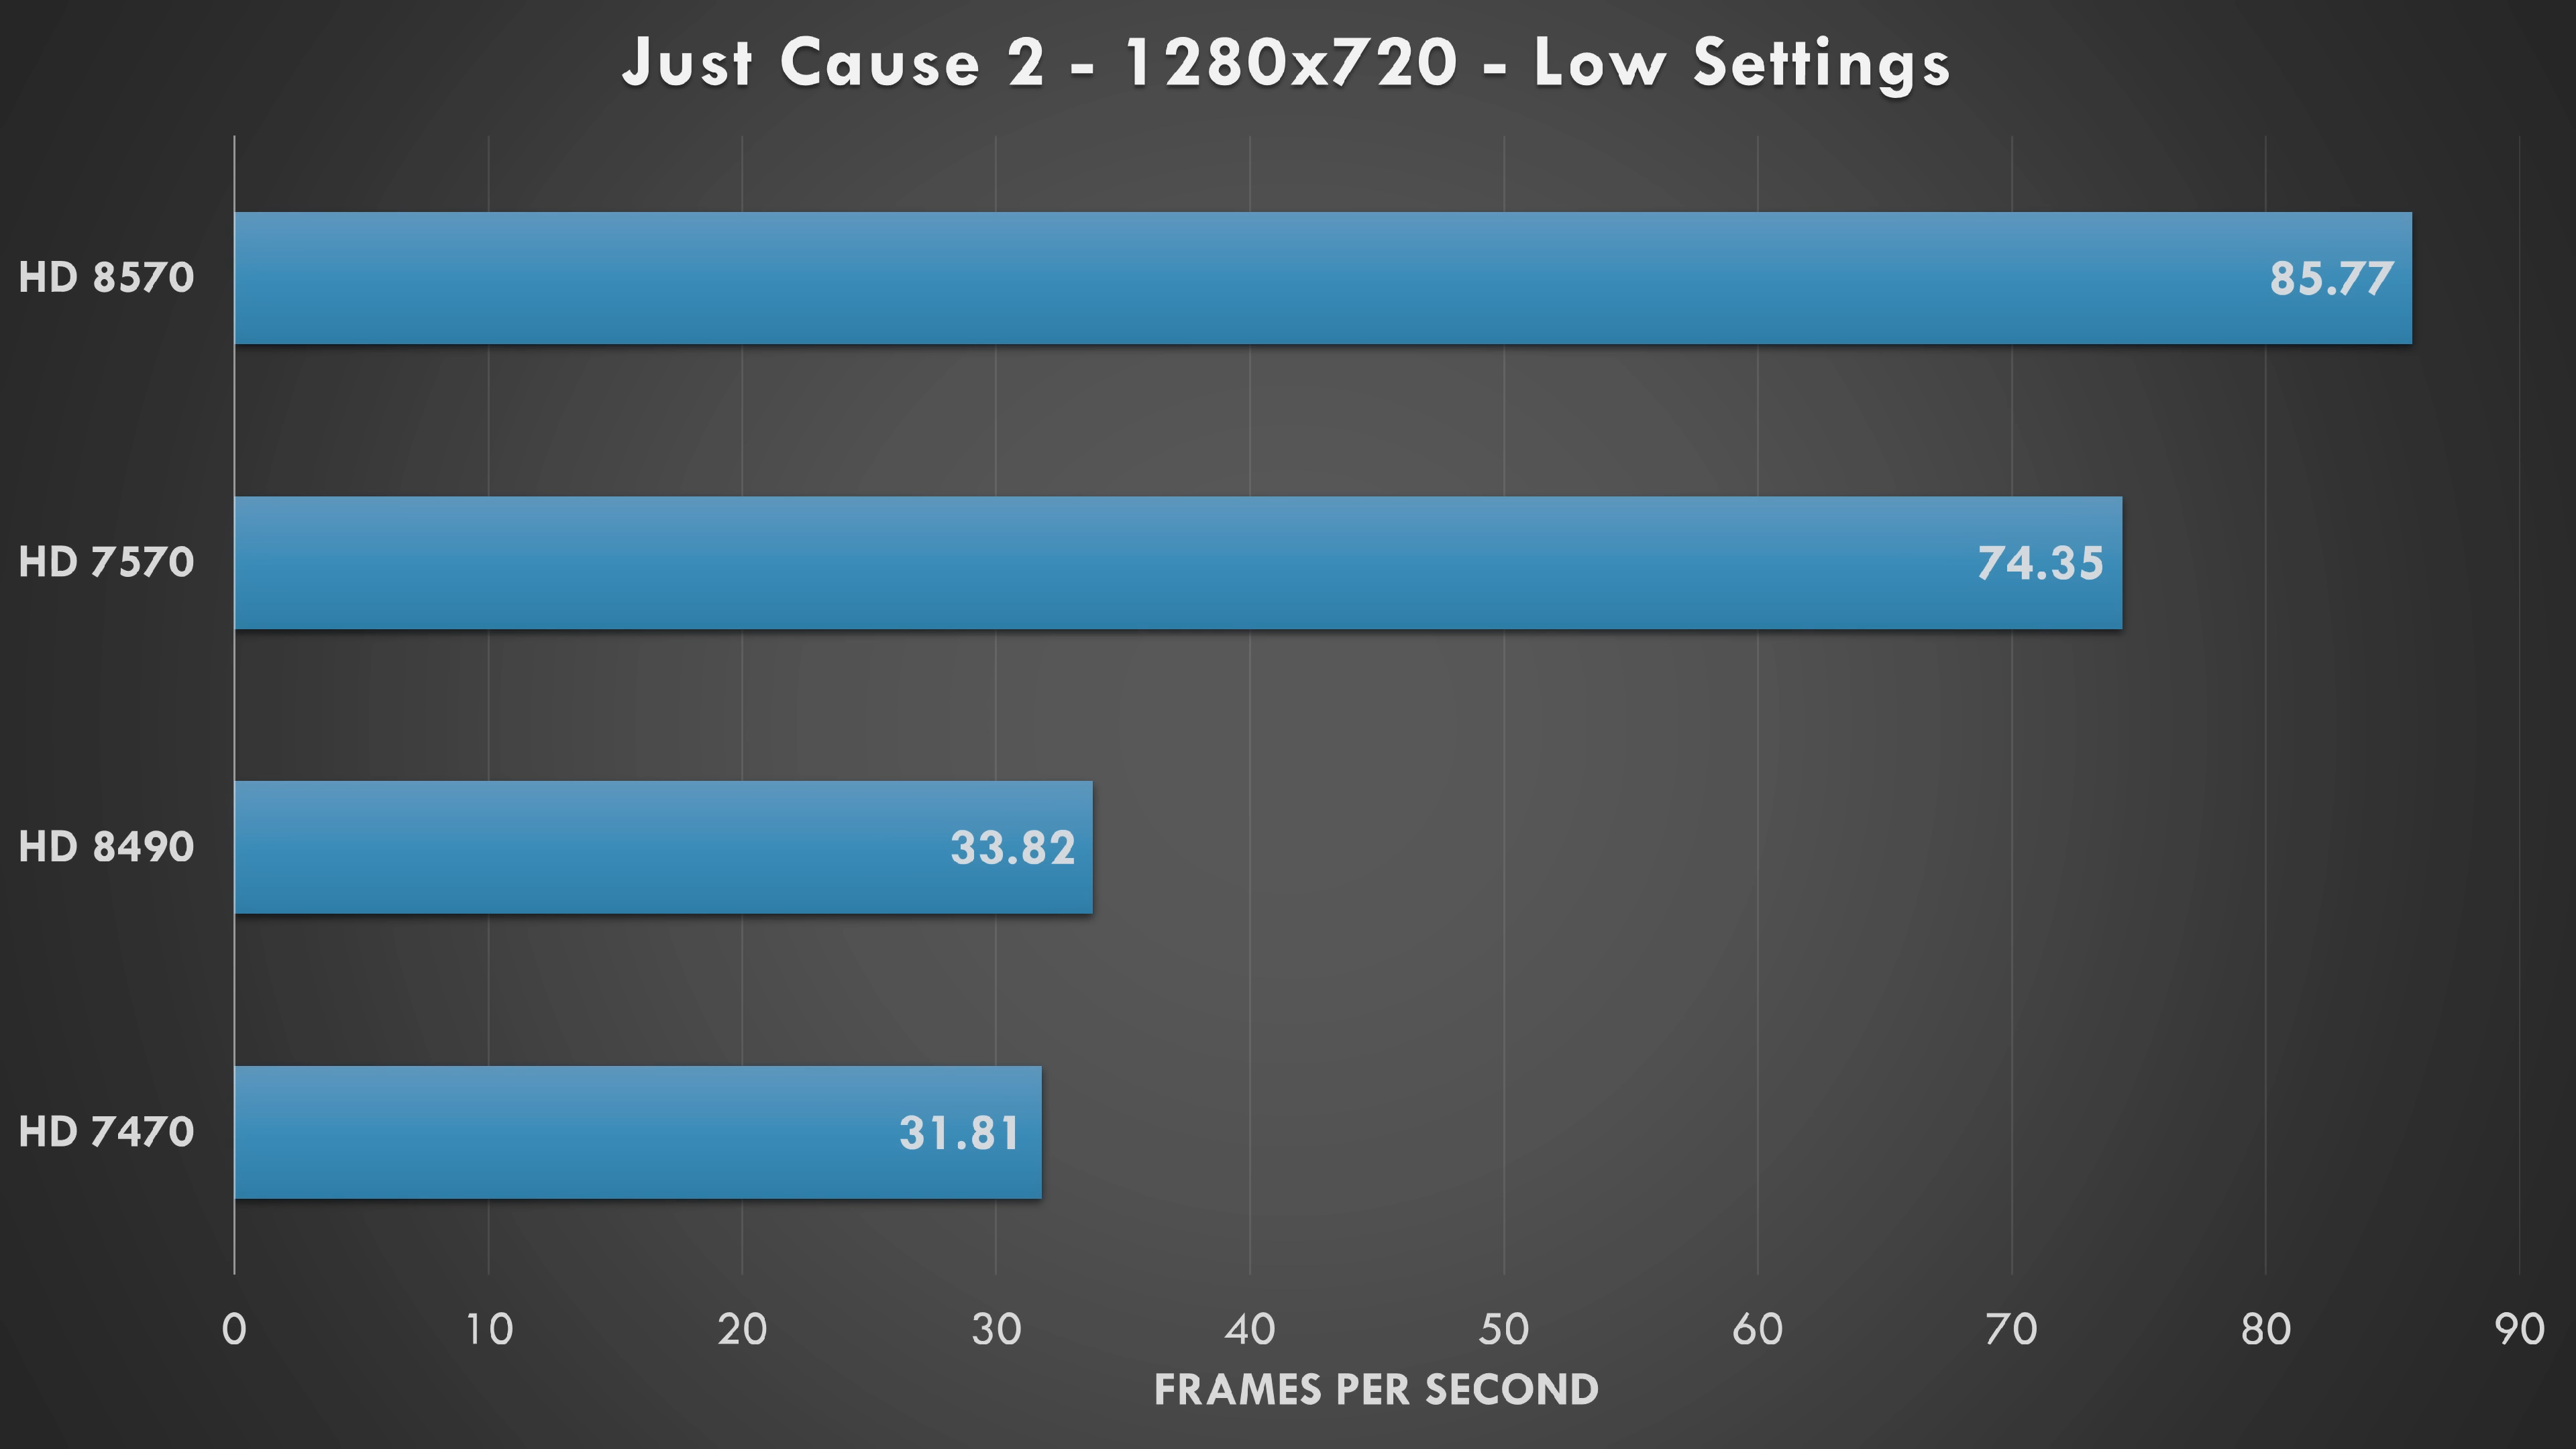 Just Cause 2 - 1280x720 - Low Settings
HD 8570
85.77
HD 7570
74.35
HD 8490
33.82
HD 7470
31.81
0 10 20 30 40 50 60 70 80 90
FRAMES PER SECOND